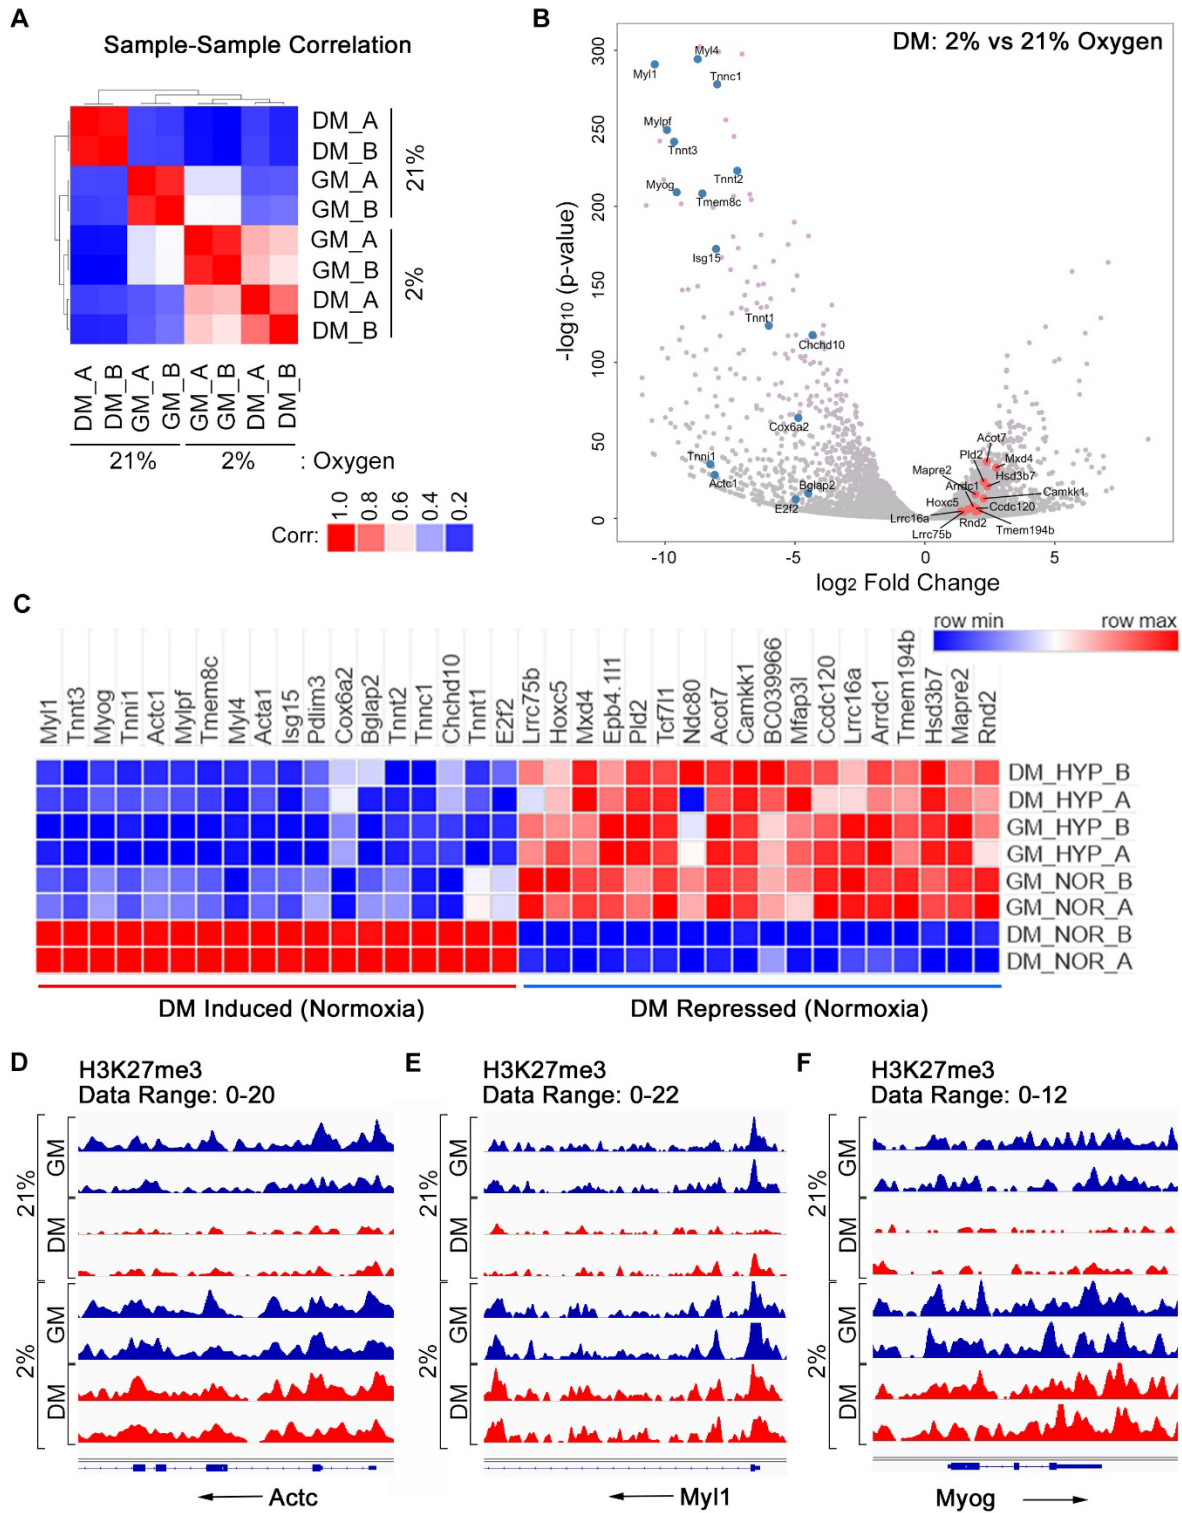 A
Sample-Sample Correlation
DM_A
DM_B
GM_A
GM_B
GM_A
GM_B
DM_A
DM_B
21%
2%
DM_A
DM_B
GM_A
GM_B
GM_A
GM_B
DM_A
DM_B
21%
2%
: Oxygen
1.0
0.8
0.6
0.4
0.2
Corr:
B
DM: 2% vs 21% Oxygen
300
250
200
150
100
50
0
-log10 (p-value)
Myl4
Myl1
Tnnc1
Mylpf
Tnnt3
Tnnt2
Myog
Tmem8c
Isg15
Tnnt1
Chchd10
Cox6a2
Tnni1
Actc1
Bglap2
E2f2
Acot7
Pld2
Mxd4
Mapre2
Hsd3b7
Arrdc1
Camkk1
Hoxc5
Ccdc120
Lrrc16a
Rnd2
Tmem194b
Lrrc75b
-10
-5
0
5
log2 Fold Change
C
row min
row max
Myl1
Tnnt3
Myog
Tnni1
Actc1
Mylpf
Tmem8c
Myl4
Acta1
Isg15
Pdlim3
Cox6a2
Bglap2
Tnnt2
Tnnc1
Chchd10
Tnnt1
E2f2
Lrrc75b
Hoxc5
Mxd4
Epb4.1l1
Pld2
Tcf7l1
Ndc80
Acot7
Camkk1
BC039966
Mfap3l
Ccdc120
Lrrc16a
Arrdc1
Tmem194b
Hsd3b7
Mapre2
Rnd2
DM_HYP_B
DM_HYP_A
GM_HYP_B
GM_HYP_A
GM_NOR_B
GM_NOR_A
DM_NOR_B
DM_NOR_A
DM Induced (Normoxia)
DM Repressed (Normoxia)
D
H3K27me3
Data Range: 0-20
21%
GM
DM
2%
GM
DM
Actc
E
H3K27me3
Data Range: 0-22
21%
GM
DM
2%
GM
DM
Myl1
F
H3K27me3
Data Range: 0-12
21%
GM
DM
2%
GM
DM
Myog